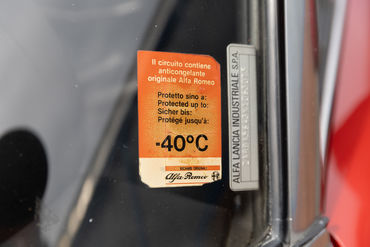 Il circuito contiene
anticongelante
originale Alfa Romeo
Protetto sino a:
Protected up to:
Sicher bis:
Protégé jusqu'à:
-40°C
Alfa Romeo
ALFA LANCIA INDUSTRIALE S.P.A.